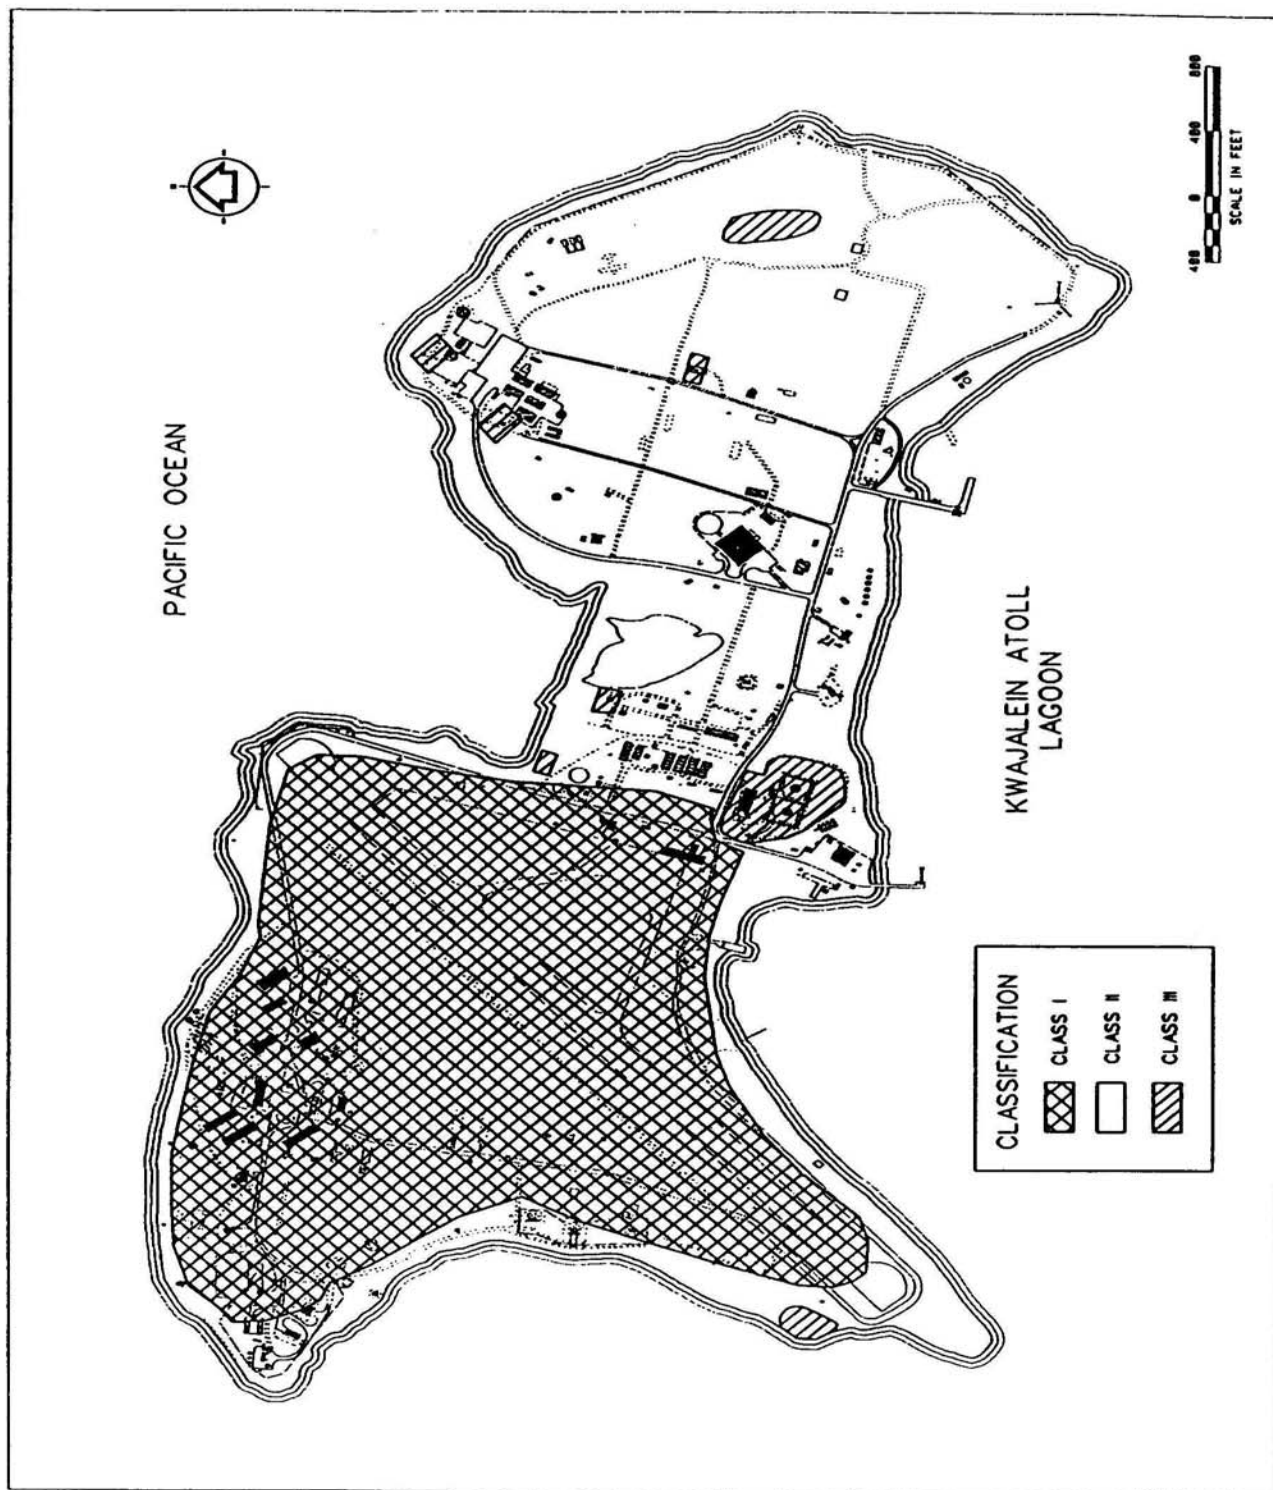 PACIFIC OCEAN
KWAJALEIN ATOLL
LAGOON
400 0 400 800
SCALE IN FEET
CLASSIFICATION
CLASS I
CLASS II
CLASS III